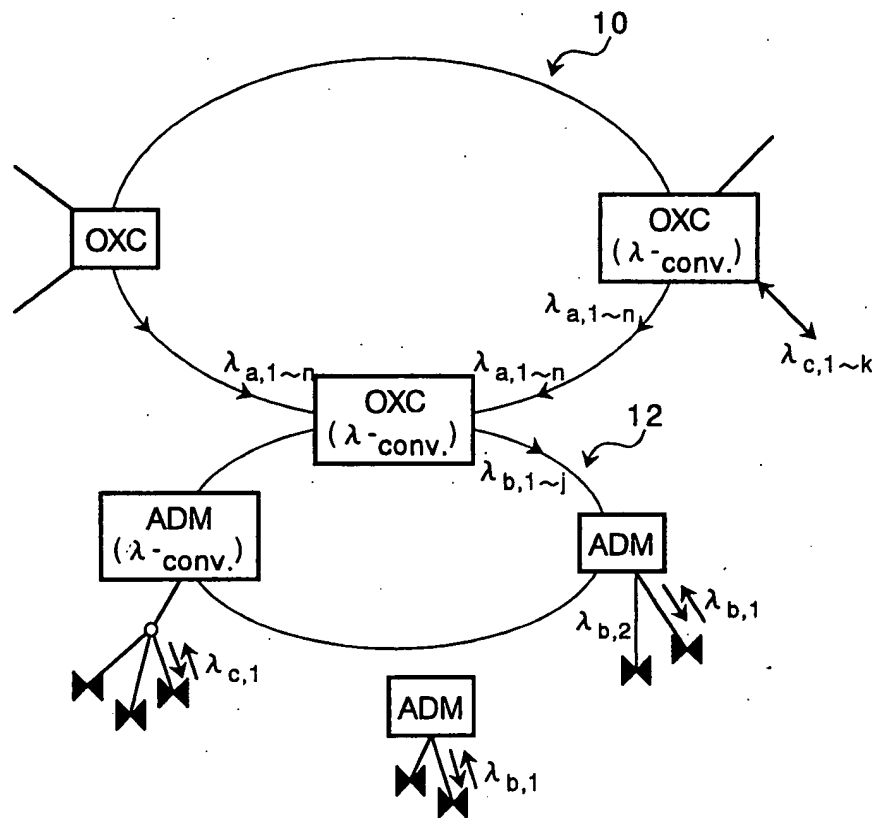 10
OXC
OXC
(λ-conv.)
λa,1~n
λc,1~k
λa,1~n
λa,1~n
OXC
(λ-conv.)
12
λb,1~j
ADM
(λ-conv.)
ADM
λb,1
λb,2
λc,1
ADM
λb,1